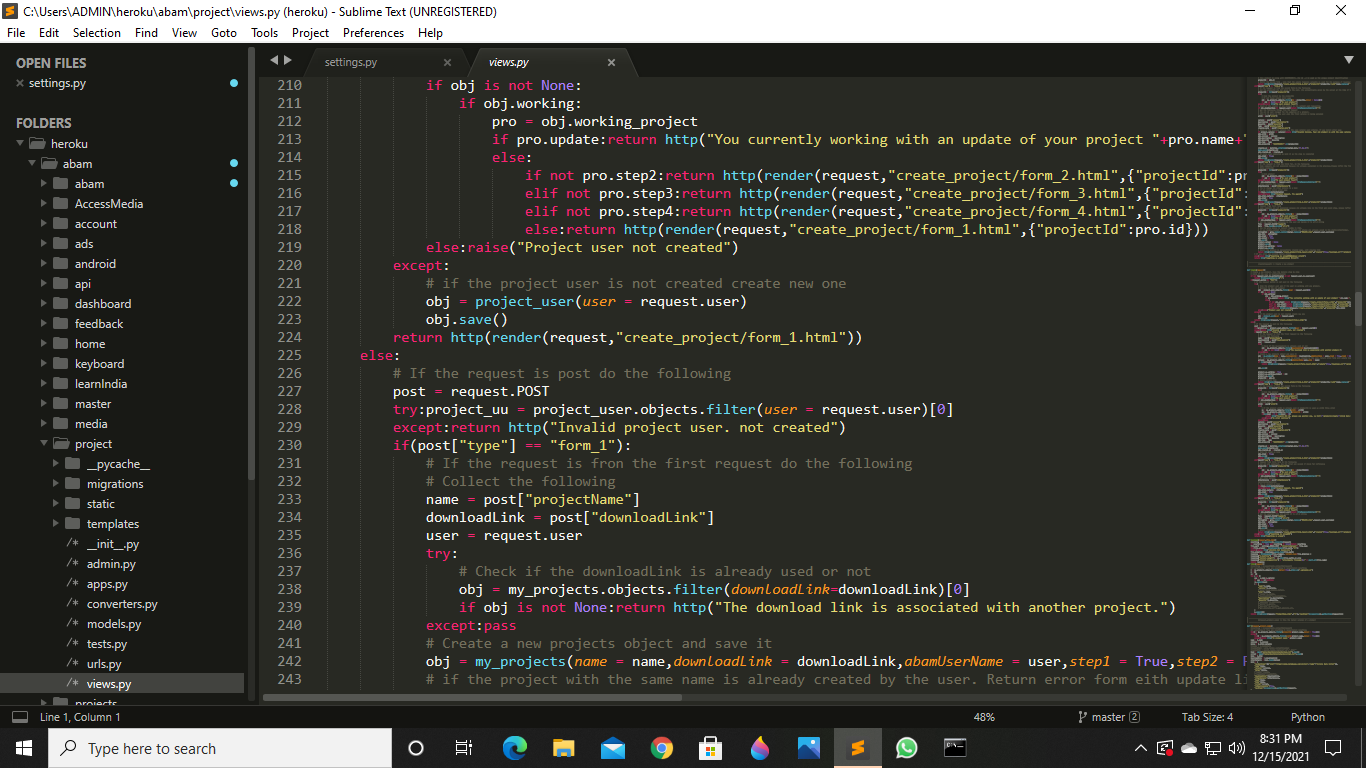 C:\Users\ADMIN\heroku\abam\project\views.py (heroku) - Sublime Text (UNREGISTERED)
File Edit Selection Find View Goto Tools Project Preferences Help
OPEN FILES
settings.py
FOLDERS
heroku
abam
abam
AccessMedia
account
ads
android
api
dashboard
feedback
home
keyboard
learnIndia
master
media
project
__pycache__
migrations
static
templates
/* __init__.py
/* admin.py
/* apps.py
/* converters.py
/* models.py
/* tests.py
/* urls.py
/* views.py
projects
settings.py views.py
210 if obj is not None:
211 if obj.working:
212 pro = obj.working_project
213 if pro.update:return http("You currently working with an update of your project "+pro.name+"
214 else:
215 if not pro.step2:return http(render(request,"create_project/form_2.html",{"projectId":pr
216 elif not pro.step3:return http(render(request,"create_project/form_3.html",{"projectId":
217 elif not pro.step4:return http(render(request,"create_project/form_4.html",{"projectId":
218 else:return http(render(request,"create_project/form_1.html",{"projectId":pro.id}))
219 else:raise("Project user not created")
220 except:
221 # if the project user is not created create new one
222 obj = project_user(user = request.user)
223 obj.save()
224 return http(render(request,"create_project/form_1.html"))
225 else:
226 # If the request is post do the following
227 post = request.POST
228 try:project_uu = project_user.objects.filter(user = request.user)[0]
229 except:return http("Invalid project user. not created")
230 if(post["type"] == "form_1"):
231 # If the request is fron the first request do the following
232 # Collect the following
233 name = post["projectName"]
234 downloadLink = post["downloadLink"]
235 user = request.user
236 try:
237 # Check if the downloadLink is already used or not
238 obj = my_projects.objects.filter(downloadLink=downloadLink)[0]
239 if obj is not None:return http("The download link is associated with another project.")
240 except:pass
241 # Create a new projects object and save it
242 obj = my_projects(name = name,downloadLink = downloadLink,abamUserName = user,step1 = True,step2 = F
243 # if the project with the same name is already created by the user. Return error form eith update li
Line 1, Column 1 48% master 2 Tab Size: 4 Python
Type here to search
8:31 PM
12/15/2021